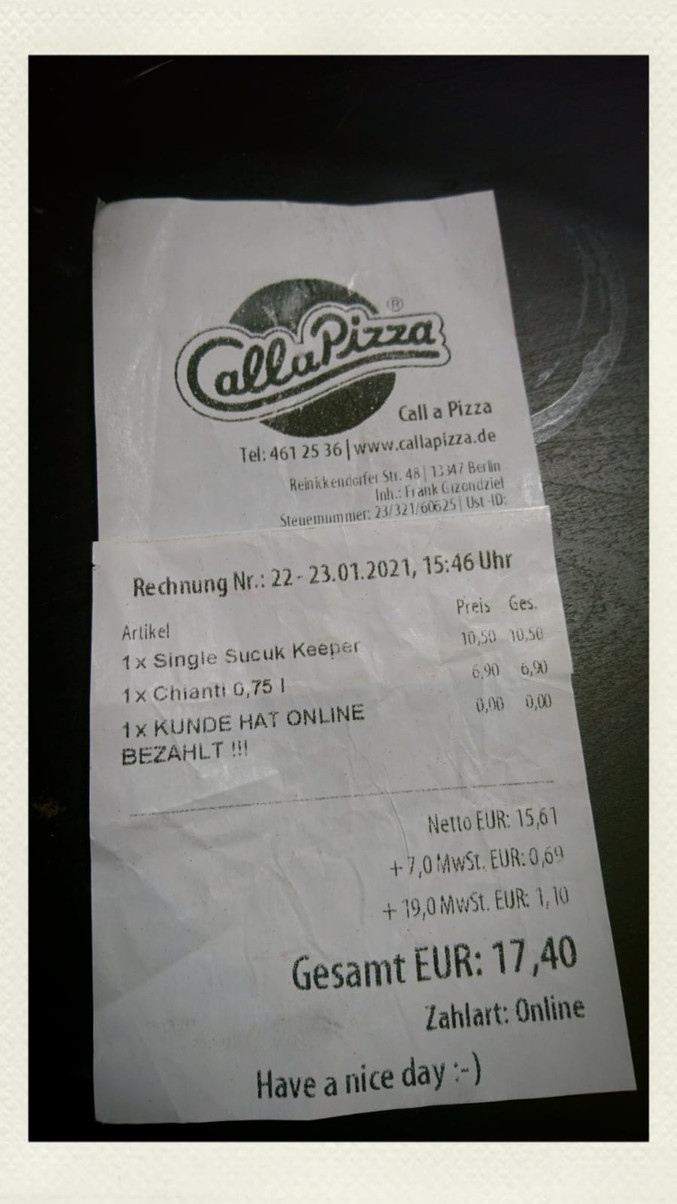 Call a Pizza ®
Call a Pizza
Tel: 461 25 36 | www.callapizza.de
Reinickendorfer Str. 48 | 13347 Berlin
Inh.: Frank Gizondziel
Steuernummer: 23/321/60625 | Ust-ID:
Rechnung Nr.: 22 - 23.01.2021, 15:46 Uhr
Artikel Preis Ges.
1 x Single Sucuk Keeper 10,50 10,50
1 x Chianti 0,75 l 6,90 6,90
1 x KUNDE HAT ONLINE 0,00 0,00
BEZAHLT !!!
Netto EUR: 15,61
+ 7,0 MwSt. EUR: 0,69
+ 19,0 MwSt. EUR: 1,10
Gesamt EUR: 17,40
Zahlart: Online
Have a nice day :-)